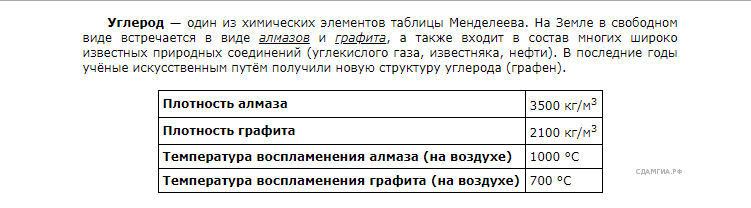 Углерод — один из химических элементов таблицы Менделеева. На Земле в свободном
виде встречается в виде алмазов и графита, а также входит в состав многих широко
известных природных соединений (углекислого газа, известняка, нефти). В последние годы
учёные искусственным путём получили новую структуру углерода (графен).
Плотность алмаза 3500 кг/м³
Плотность графита 2100 кг/м³
Температура воспламенения алмаза (на воздухе) 1000 °C
Температура воспламенения графита (на воздухе) 700 °C
СДАМГИА.РФ